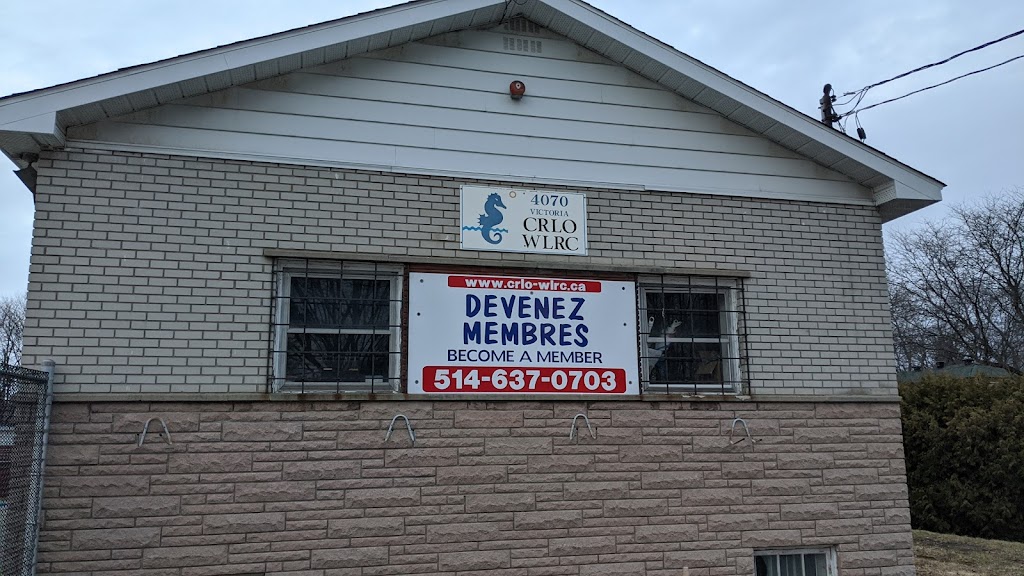 4070
VICTORIA
CRLO
WLRC
www.crlo-wlrc.ca
DEVENEZ
MEMBRES
BECOME A MEMBER
514-637-0703